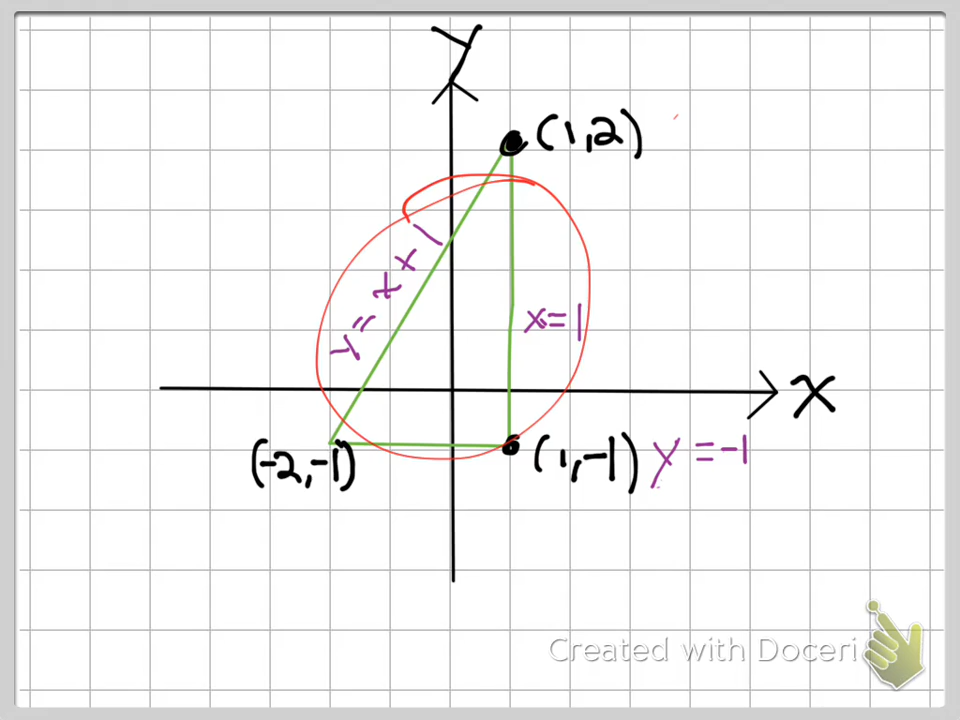 Y
(1,2)
y = x + 1
x=1
X
(-2,-1)
(1,-1) y = -1
Created with Doceri